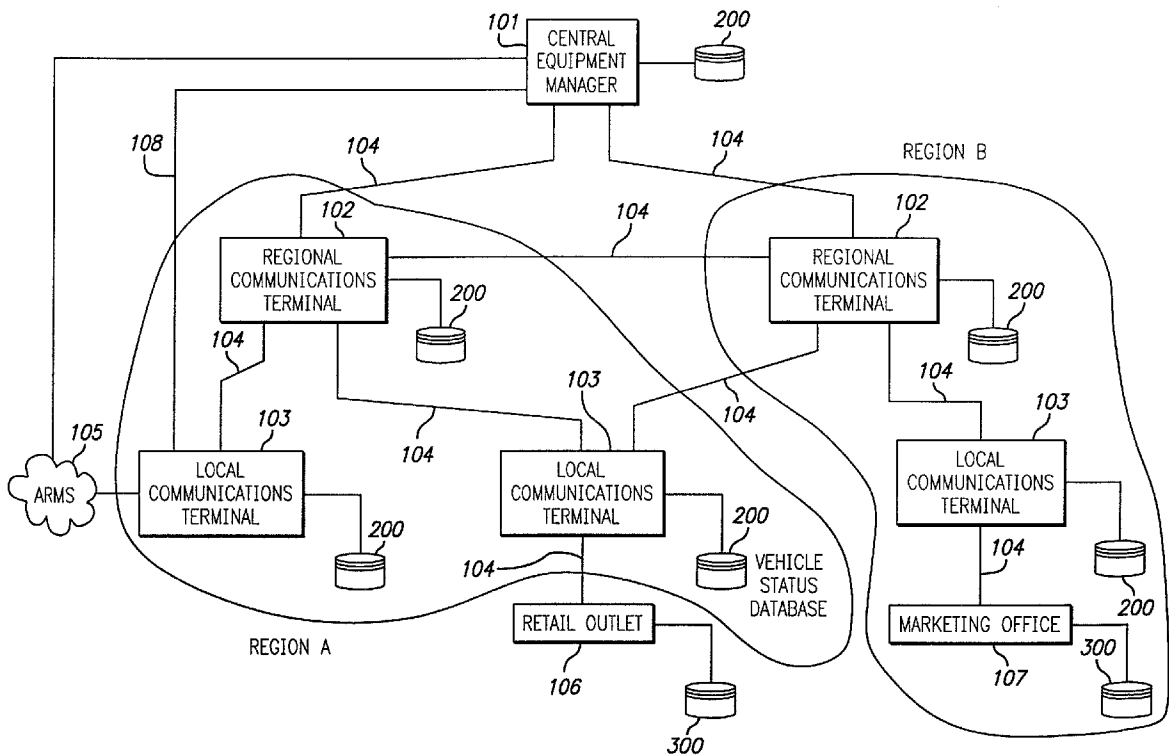 101
CENTRAL
EQUIPMENT
MANAGER
200
108
104
104
REGION B
102
REGIONAL
COMMUNICATIONS
TERMINAL
104
102
REGIONAL
COMMUNICATIONS
TERMINAL
200
200
104
104
104
104
105
ARMS
103
LOCAL
COMMUNICATIONS
TERMINAL
200
103
LOCAL
COMMUNICATIONS
TERMINAL
200
VEHICLE
STATUS
DATABASE
103
LOCAL
COMMUNICATIONS
TERMINAL
200
104
104
REGION A
RETAIL OUTLET
106
300
MARKETING OFFICE
107
300